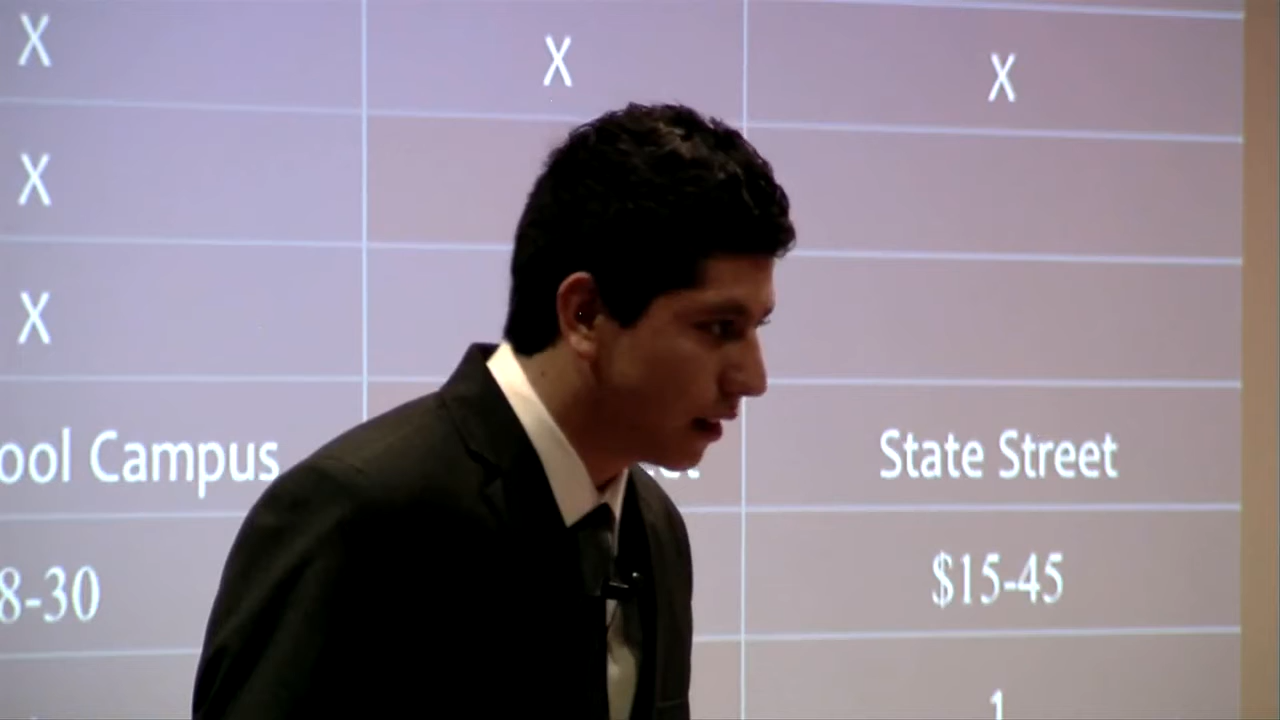 X X X
X
X
ool Campus State Street
8-30 $15-45
1